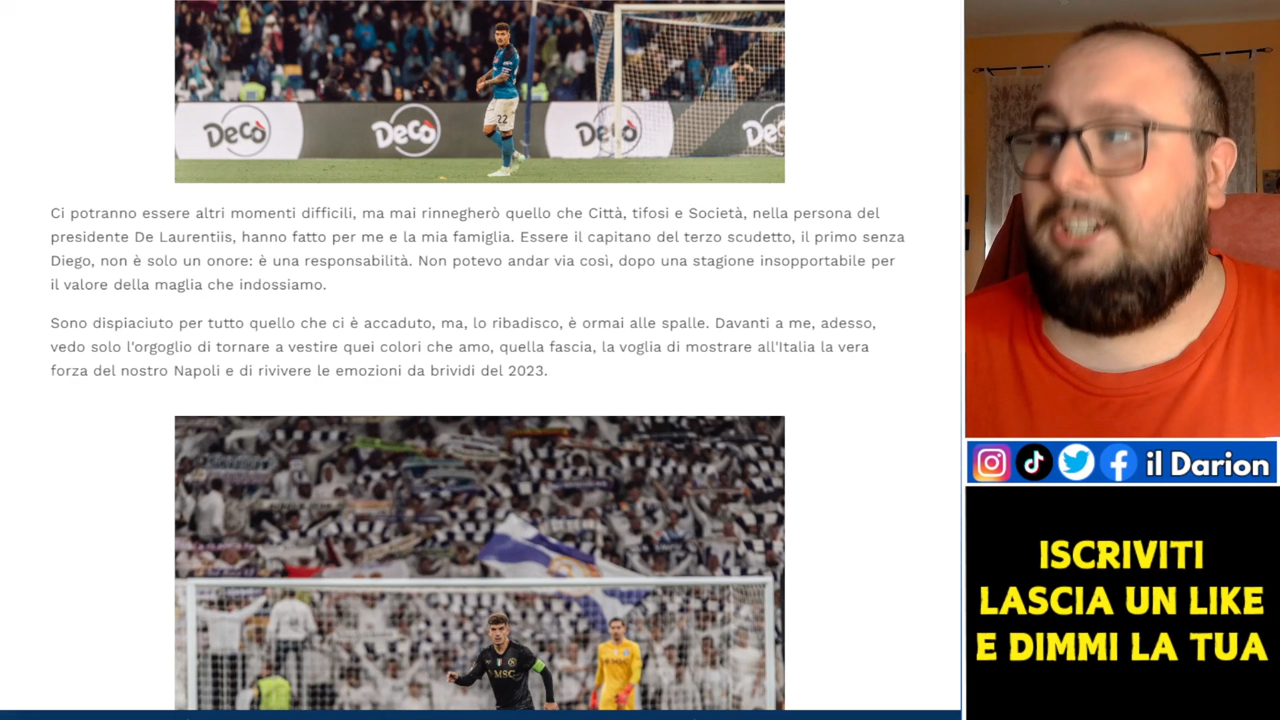 Decò
Decò
Decò
Dec
22
Ci potranno essere altri momenti difficili, ma mai rinnegherò quello che Città, tifosi e Società, nella persona del
presidente De Laurentiis, hanno fatto per me e la mia famiglia. Essere il capitano del terzo scudetto, il primo senza
Diego, non è solo un onore: è una responsabilità. Non potevo andar via così, dopo una stagione insopportabile per
il valore della maglia che indossiamo.
Sono dispiaciuto per tutto quello che ci è accaduto, ma, lo ribadisco, è ormai alle spalle. Davanti a me, adesso,
vedo solo l'orgoglio di tornare a vestire quei colori che amo, quella fascia, la voglia di mostrare all'Italia la vera
forza del nostro Napoli e di rivivere le emozioni da brividi del 2023.
MSC
il Darion
ISCRIVITI
LASCIA UN LIKE
E DIMMI LA TUA